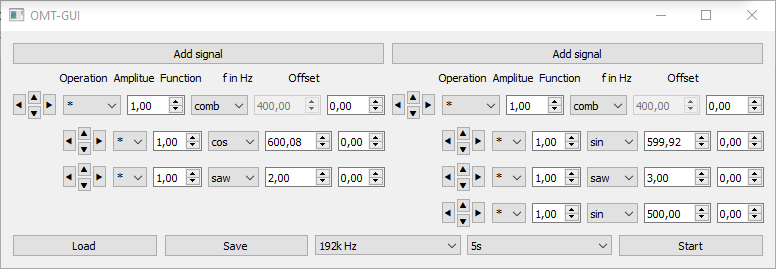 OMT-GUI
Add signal Add signal
Operation Amplitue Function f in Hz Offset Operation Amplitue Function f in Hz Offset
* 1,00 comb 400,00 0,00 * 1,00 comb 400,00 0,00
* 1,00 cos 600,08 0,00 * 1,00 sin 599,92 0,00
* 1,00 saw 2,00 0,00 * 1,00 saw 3,00 0,00
* 1,00 sin 500,00 0,00
Load Save 192k Hz 5s Start